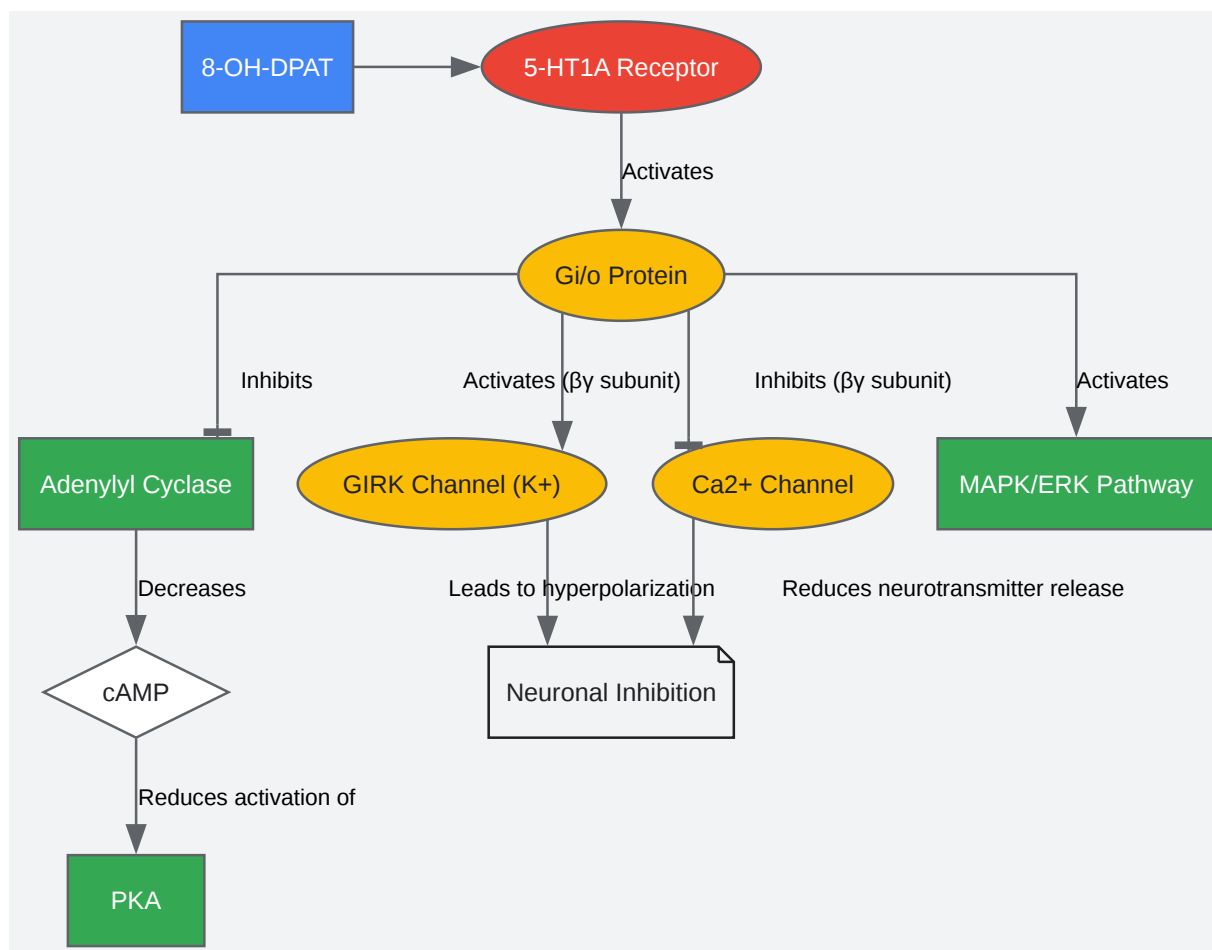 8-OH-DPAT
5-HT1A Receptor
Activates
Gi/o Protein
Inhibits
Activates (βγ subunit)
Inhibits (βγ subunit)
Activates
Adenylyl Cyclase
GIRK Channel (K+)
Ca2+ Channel
MAPK/ERK Pathway
Decreases
Leads to hyperpolarization
Reduces neurotransmitter release
cAMP
Neuronal Inhibition
Reduces activation of
PKA